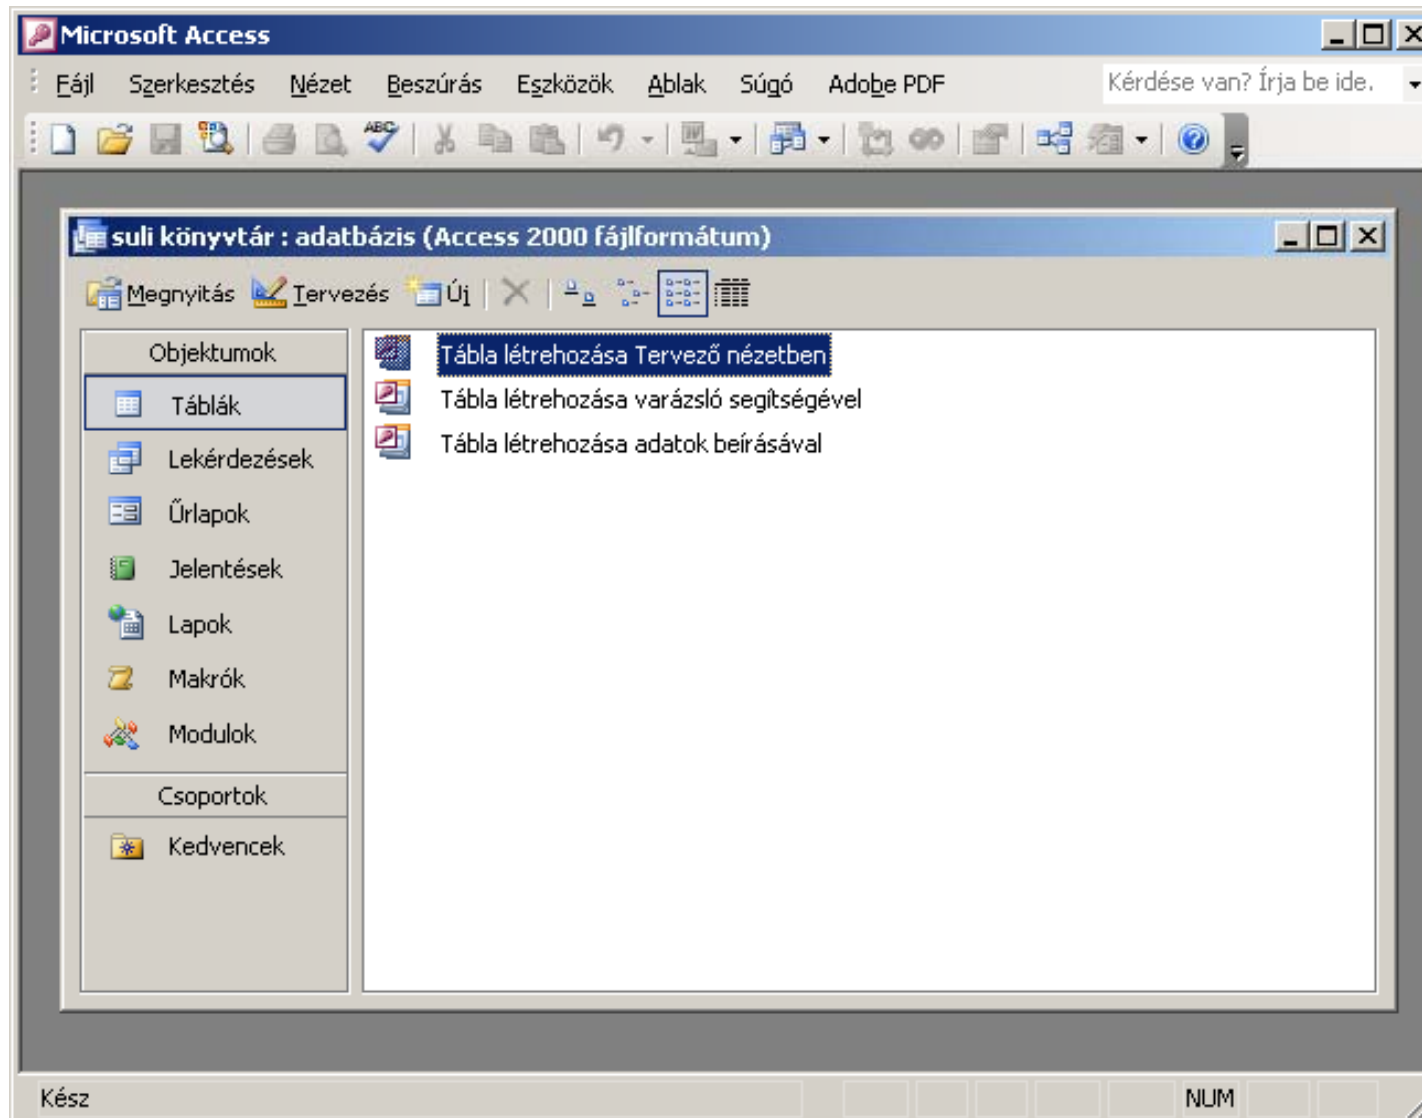 Microsoft Access
Fájl Szerkesztés Nézet Beszúrás Eszközök Ablak Súgó Adobe PDF Kérdése van? Írja be ide.
ABC
suli könyvtár : adatbázis (Access 2000 fájlformátum)
Megnyitás Tervezés Új
Objektumok
Táblák
Lekérdezések
Űrlapok
Jelentések
Lapok
Makrók
Modulok
Csoportok
Kedvencek
Tábla létrehozása Tervező nézetben
Tábla létrehozása varázsló segítségével
Tábla létrehozása adatok beírásával
Kész NUM